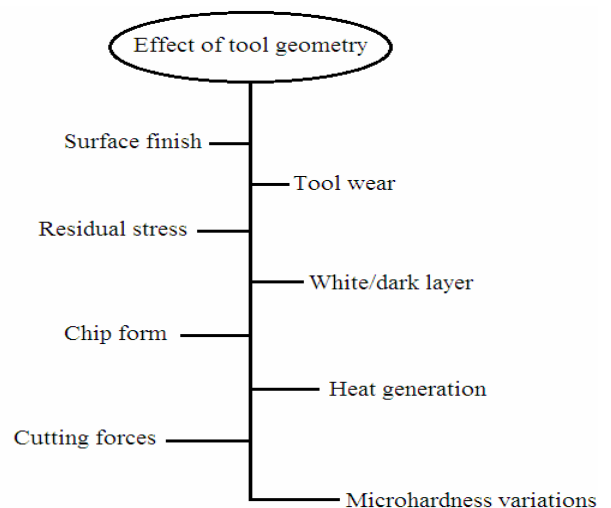 Effect of tool geometry
Surface finish
Tool wear
Residual stress
White/dark layer
Chip form
Heat generation
Cutting forces
Microhardness variations